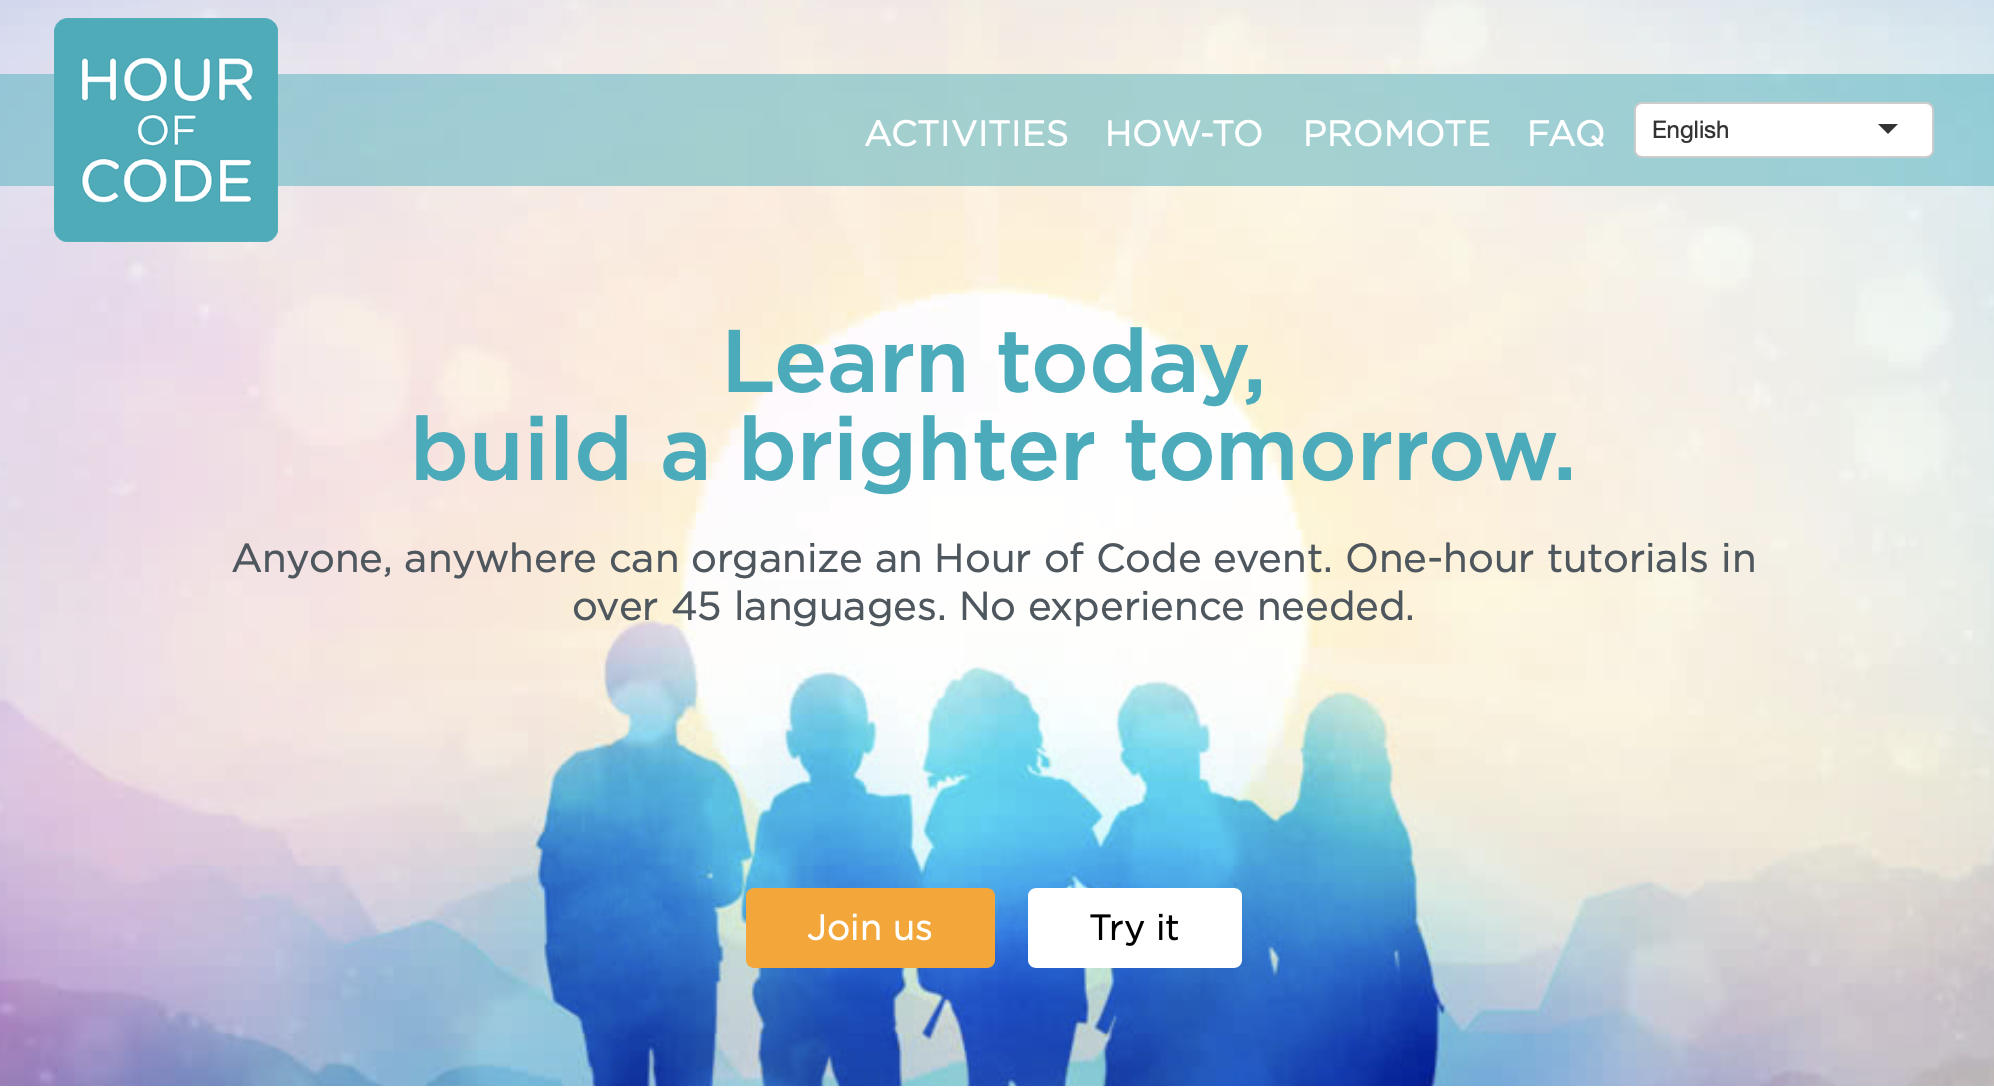 HOUR
OF
CODE
ACTIVITIES HOW-TO PROMOTE FAQ English
Learn today,
build a brighter tomorrow.
Anyone, anywhere can organize an Hour of Code event. One-hour tutorials in
over 45 languages. No experience needed.
Join us Try it